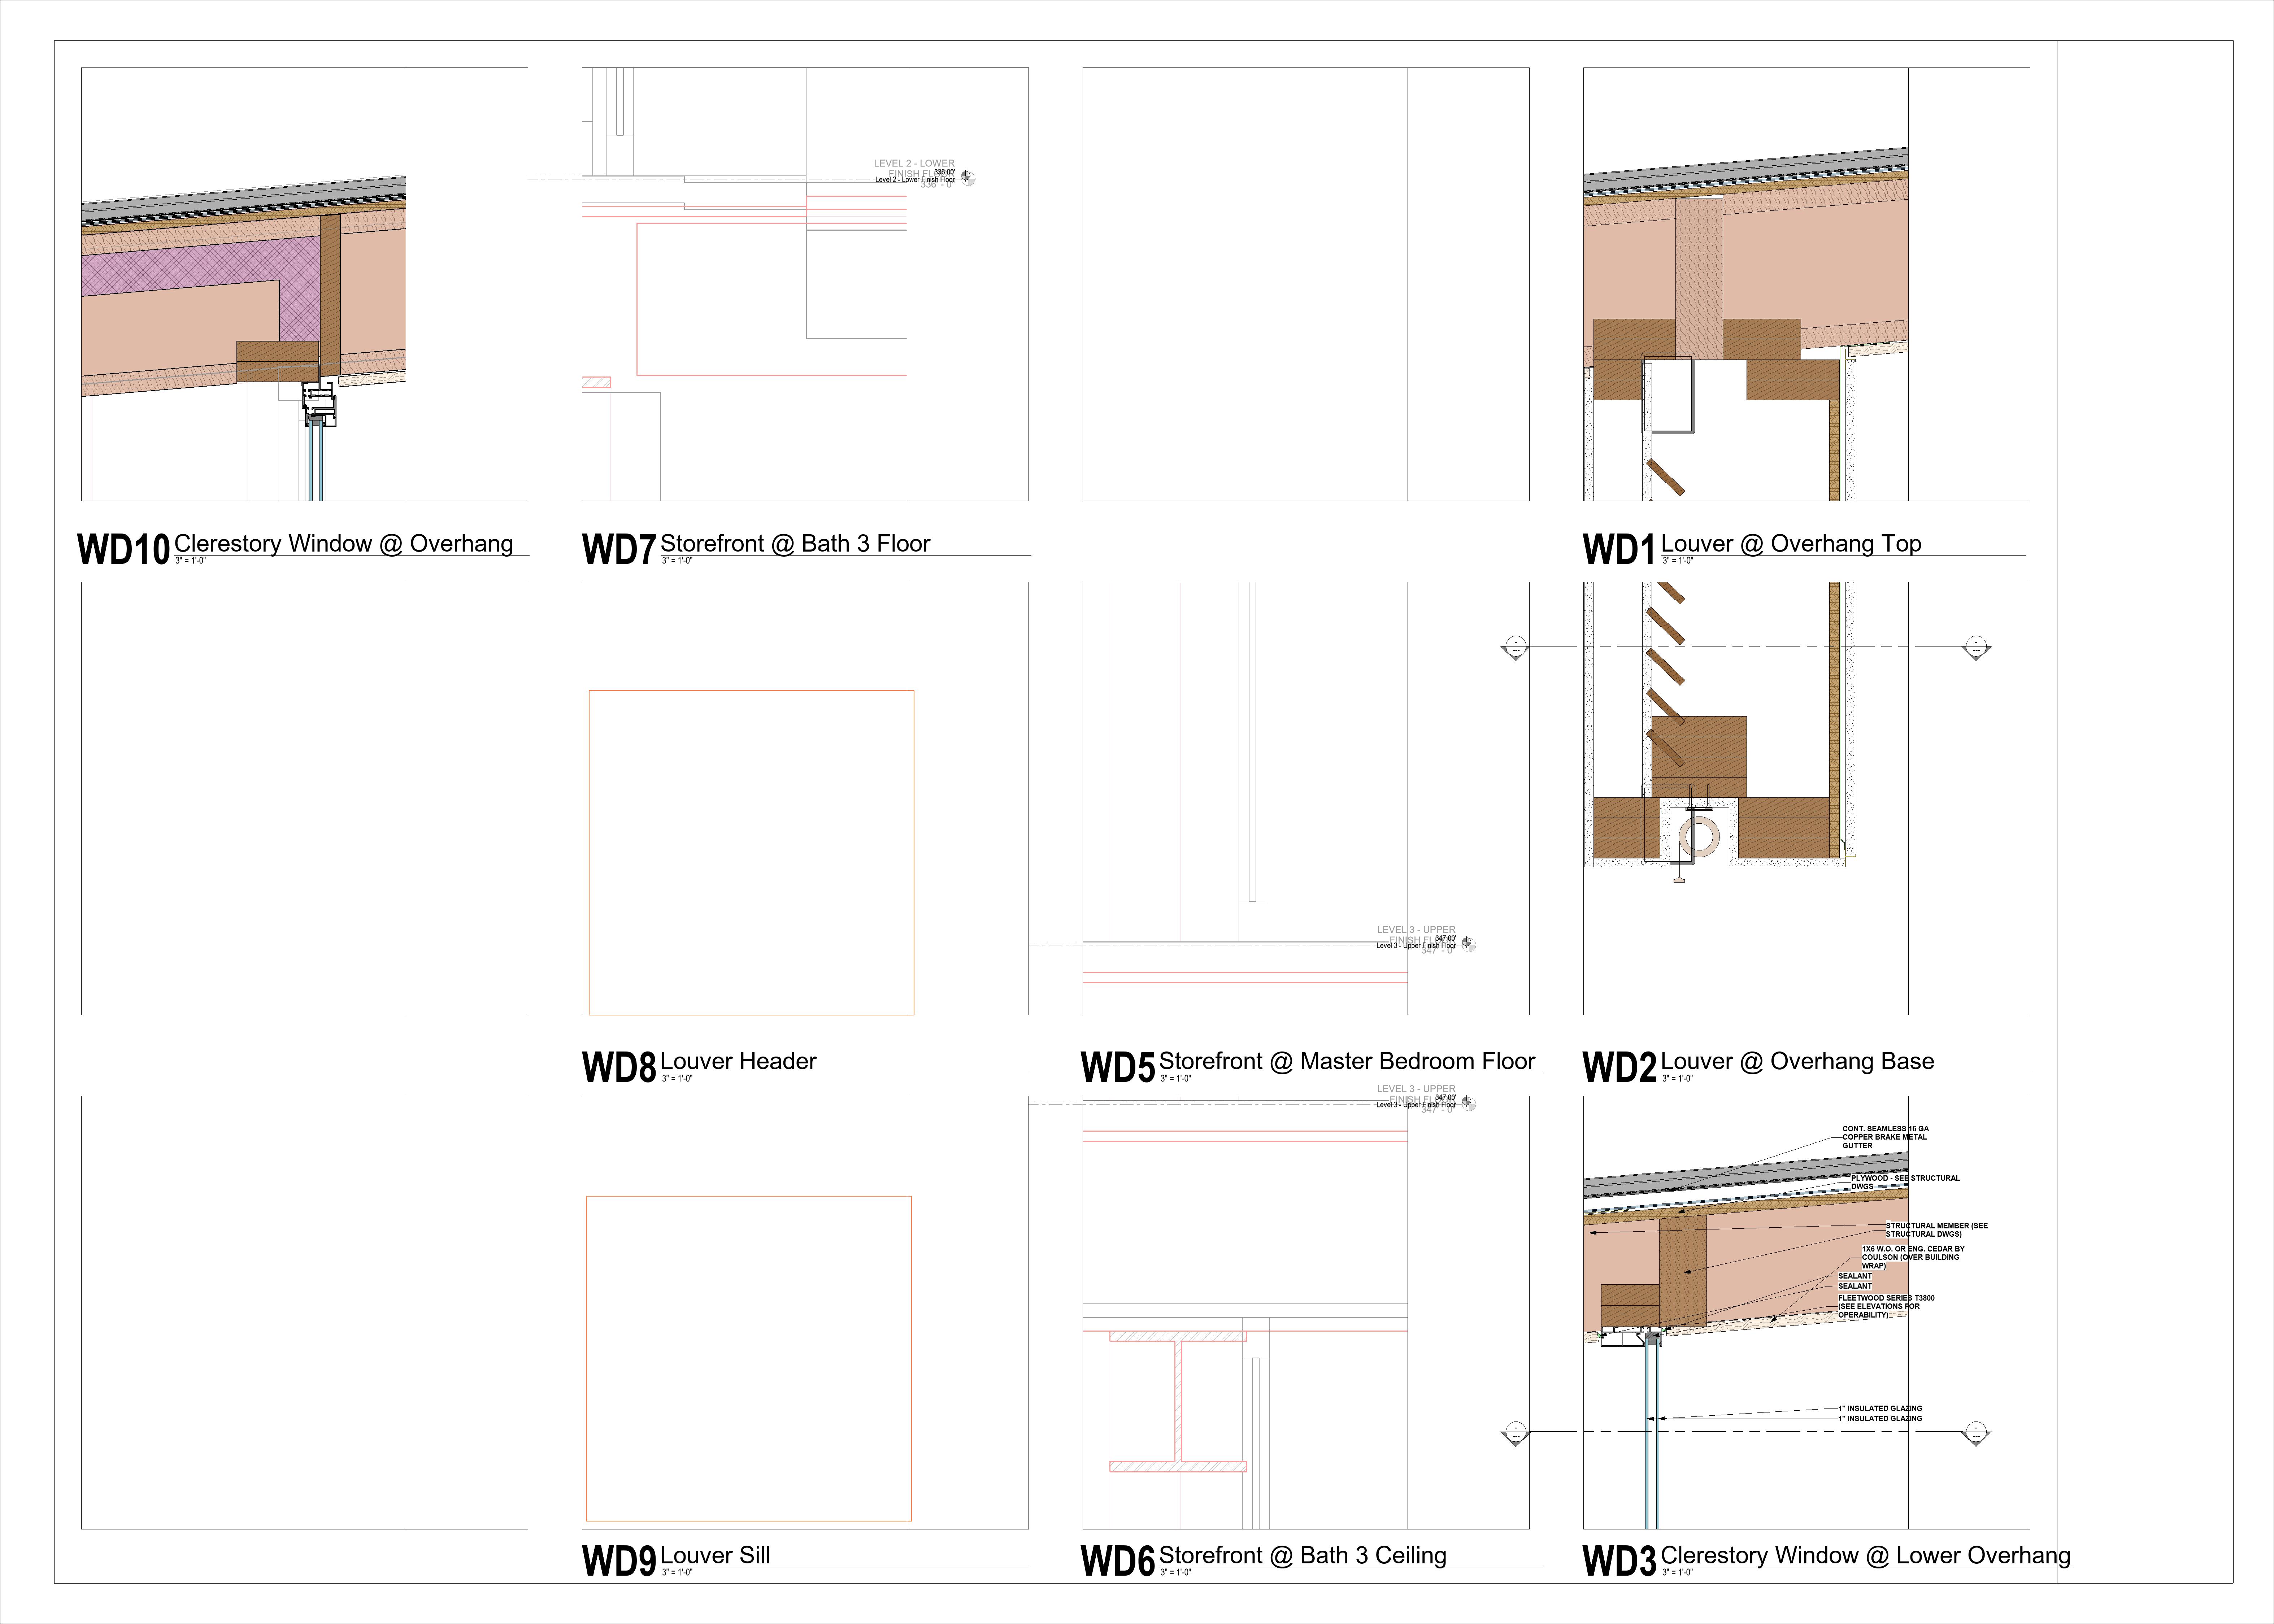 LEVEL 2 - LOWER
FINISH FL
338.00'
Level 2 - Lower Finish Floor
336' - 0"
WD10 Clerestory Window @ Overhang
3" = 1'-0"
WD7 Storefront @ Bath 3 Floor
3" = 1'-0"
WD1 Louver @ Overhang Top
3" = 1'-0"
-
---
-
---
LEVEL 3 - UPPER
FINISH FL
347.00'
Level 3 - Upper Finish Floor
347' - 0"
WD8 Louver Header
3" = 1'-0"
WD5 Storefront @ Master Bedroom Floor
3" = 1'-0"
WD2 Louver @ Overhang Base
3" = 1'-0"
LEVEL 3 - UPPER
FINISH FL
347.00'
Level 3 - Upper Finish Floor
347' - 0"
CONT. SEAMLESS 16 GA
COPPER BRAKE METAL
GUTTER
PLYWOOD - SEE STRUCTURAL
DWGS
STRUCTURAL MEMBER (SEE
STRUCTURAL DWGS)
1X6 W.O. OR ENG. CEDAR BY
COULSON (OVER BUILDING
WRAP)
SEALANT
SEALANT
FLEETWOOD SERIES T3800
(SEE ELEVATIONS FOR
OPERABILITY)
1" INSULATED GLAZING
1" INSULATED GLAZING
-
---
-
---
WD9 Louver Sill
3" = 1'-0"
WD6 Storefront @ Bath 3 Ceiling
3" = 1'-0"
WD3 Clerestory Window @ Lower Overhang
3" = 1'-0"